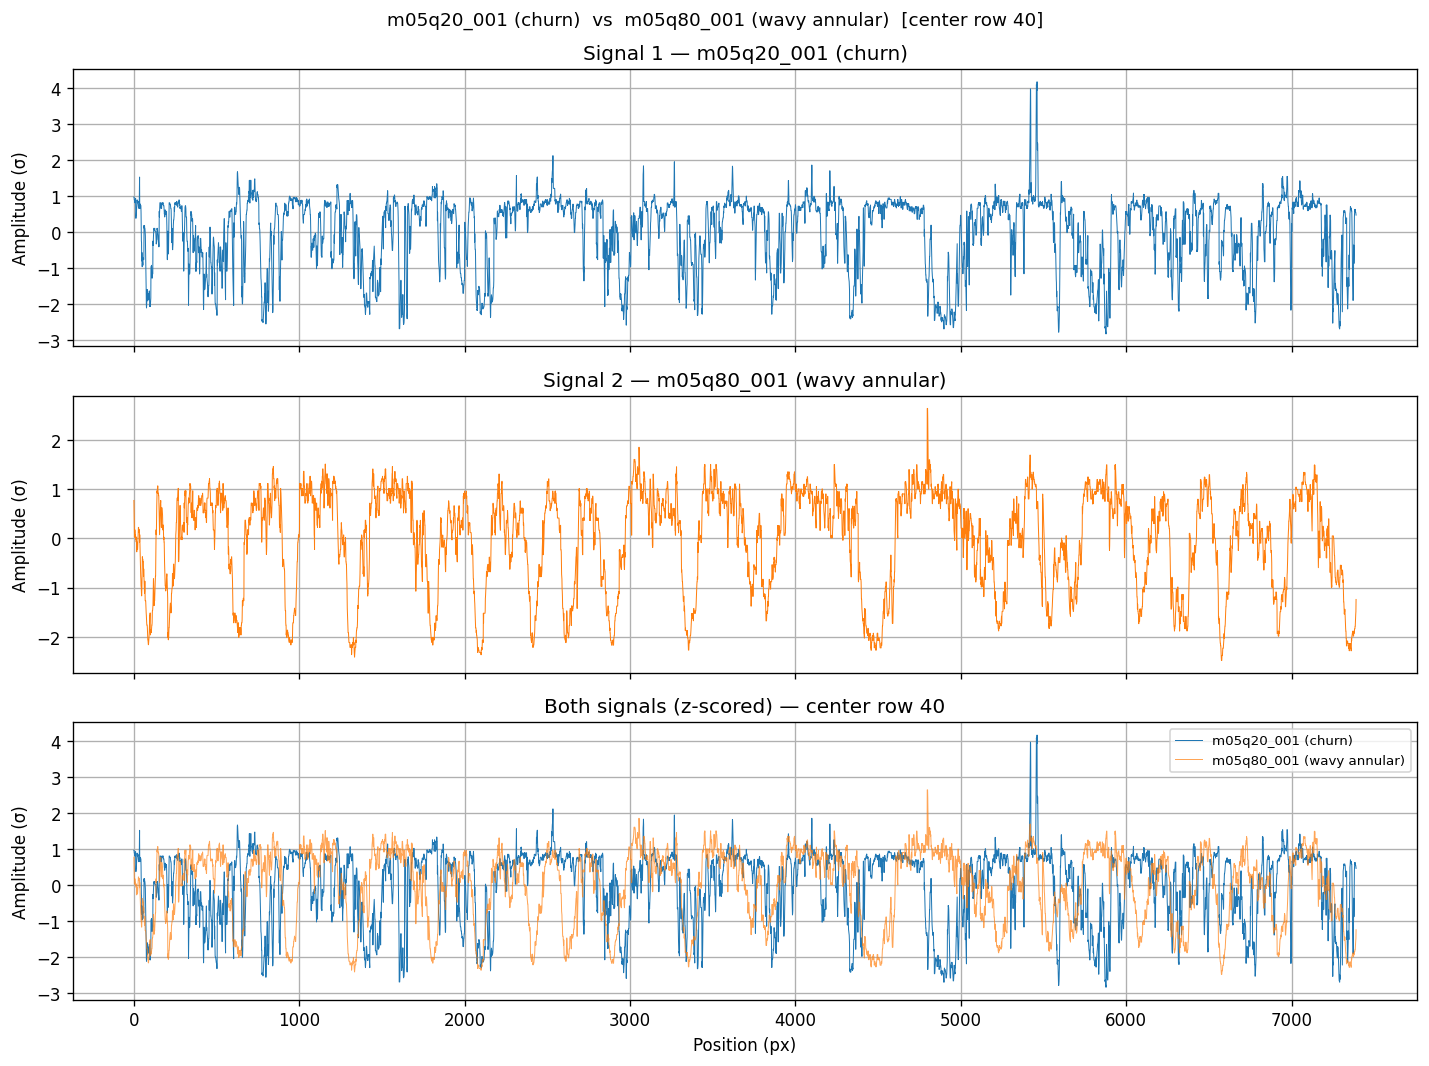 m05q20_001 (churn)  vs  m05q80_001 (wavy annular)  [center row 40]
Signal 1 — m05q20_001 (churn)
4
3
2
1
0
−1
−2
−3
Amplitude (σ)
Signal 2 — m05q80_001 (wavy annular)
2
1
0
−1
−2
Amplitude (σ)
Both signals (z-scored) — center row 40
m05q20_001 (churn)
m05q80_001 (wavy annular)
4
3
2
1
0
−1
−2
−3
Amplitude (σ)
0 1000 2000 3000 4000 5000 6000 7000
Position (px)